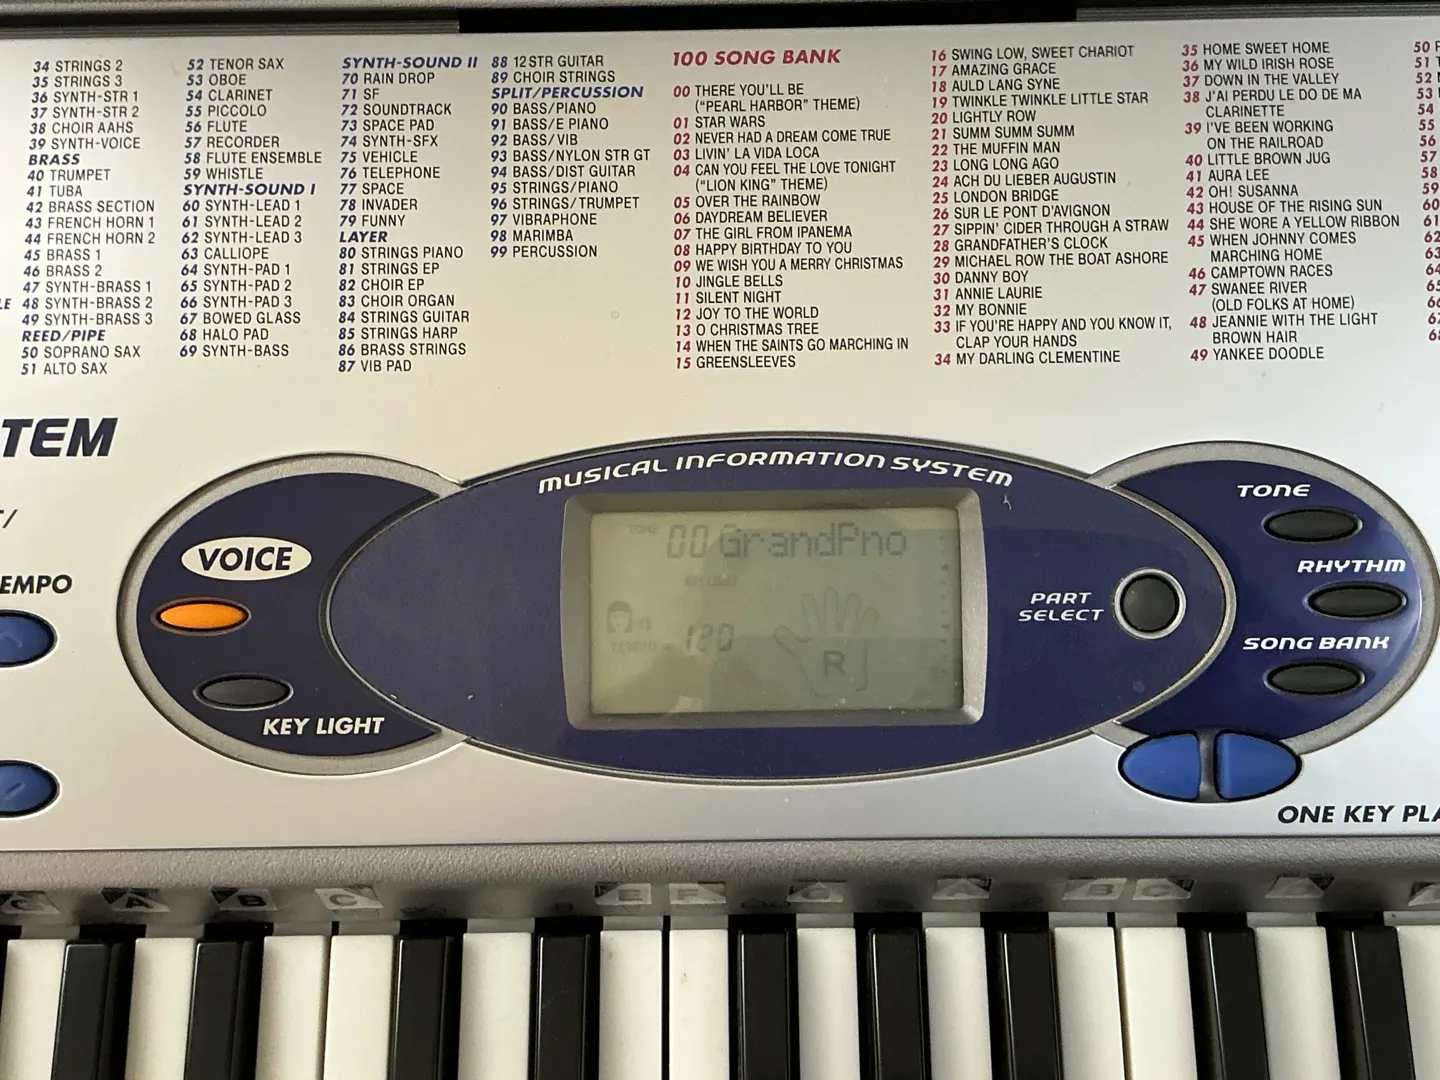 34 STRINGS 2
35 STRINGS 3
36 SYNTH-STR 1
37 SYNTH-STR 2
38 CHOIR AAHS
39 SYNTH-VOICE
BRASS
40 TRUMPET
41 TUBA
42 BRASS SECTION
43 FRENCH HORN 1
44 FRENCH HORN 2
45 BRASS 1
46 BRASS 2
47 SYNTH-BRASS 1
48 SYNTH-BRASS 2
49 SYNTH-BRASS 3
REED/PIPE
50 SOPRANO SAX
51 ALTO SAX
52 TENOR SAX
53 OBOE
54 CLARINET
55 PICCOLO
56 FLUTE
57 RECORDER
58 FLUTE ENSEMBLE
59 WHISTLE
SYNTH-SOUND I
60 SYNTH-LEAD 1
61 SYNTH-LEAD 2
62 SYNTH-LEAD 3
63 CALLIOPE
64 SYNTH-PAD 1
65 SYNTH-PAD 2
66 SYNTH-PAD 3
67 BOWED GLASS
68 HALO PAD
69 SYNTH-BASS
SYNTH-SOUND II
70 RAIN DROP
71 SF
72 SOUNDTRACK
73 SPACE PAD
74 SYNTH-SFX
75 VEHICLE
76 TELEPHONE
77 SPACE
78 INVADER
79 FUNNY
LAYER
80 STRINGS PIANO
81 STRINGS EP
82 CHOIR EP
83 CHOIR ORGAN
84 STRINGS GUITAR
85 STRINGS HARP
86 BRASS STRINGS
87 VIB PAD
88 12STR GUITAR
89 CHOIR STRINGS
SPLIT/PERCUSSION
90 BASS/PIANO
91 BASS/E PIANO
92 BASS/VIB
93 BASS/NYLON STR GT
94 BASS/DIST GUITAR
95 STRINGS/PIANO
96 STRINGS/TRUMPET
97 VIBRAPHONE
98 MARIMBA
99 PERCUSSION
100 SONG BANK
00 THERE YOU'LL BE
("PEARL HARBOR" THEME)
01 STAR WARS
02 NEVER HAD A DREAM COME TRUE
03 LIVIN' LA VIDA LOCA
04 CAN YOU FEEL THE LOVE TONIGHT
("LION KING" THEME)
05 OVER THE RAINBOW
06 DAYDREAM BELIEVER
07 THE GIRL FROM IPANEMA
08 HAPPY BIRTHDAY TO YOU
09 WE WISH YOU A MERRY CHRISTMAS
10 JINGLE BELLS
11 SILENT NIGHT
12 JOY TO THE WORLD
13 O CHRISTMAS TREE
14 WHEN THE SAINTS GO MARCHING IN
15 GREENSLEEVES
16 SWING LOW, SWEET CHARIOT
17 AMAZING GRACE
18 AULD LANG SYNE
19 TWINKLE TWINKLE LITTLE STAR
20 LIGHTLY ROW
21 SUMM SUMM SUMM
22 THE MUFFIN MAN
23 LONG LONG AGO
24 ACH DU LIEBER AUGUSTIN
25 LONDON BRIDGE
26 SUR LE PONT D'AVIGNON
27 SIPPIN' CIDER THROUGH A STRAW
28 GRANDFATHER'S CLOCK
29 MICHAEL ROW THE BOAT ASHORE
30 DANNY BOY
31 ANNIE LAURIE
32 MY BONNIE
33 IF YOU'RE HAPPY AND YOU KNOW IT,
CLAP YOUR HANDS
34 MY DARLING CLEMENTINE
35 HOME SWEET HOME
36 MY WILD IRISH ROSE
37 DOWN IN THE VALLEY
38 J'AI PERDU LE DO DE MA
CLARINETTE
39 I'VE BEEN WORKING
ON THE RAILROAD
40 LITTLE BROWN JUG
41 AURA LEE
42 OH! SUSANNA
43 HOUSE OF THE RISING SUN
44 SHE WORE A YELLOW RIBBON
45 WHEN JOHNNY COMES
MARCHING HOME
46 CAMPTOWN RACES
47 SWANEE RIVER
(OLD FOLKS AT HOME)
48 JEANNIE WITH THE LIGHT
BROWN HAIR
49 YANKEE DOODLE
50
51
52
53
54
55
56
57
58
59
60
61
62
63
64
65
66
TEM
EMPO
VOICE
KEY LIGHT
MUSICAL INFORMATION SYSTEM
TONE 00 GrandPno
KEY LIGHT
4
TEMPO 120
R
PART
SELECT
TONE
RHYTHM
SONG BANK
ONE KEY PLA
C A B C E F G A B C D